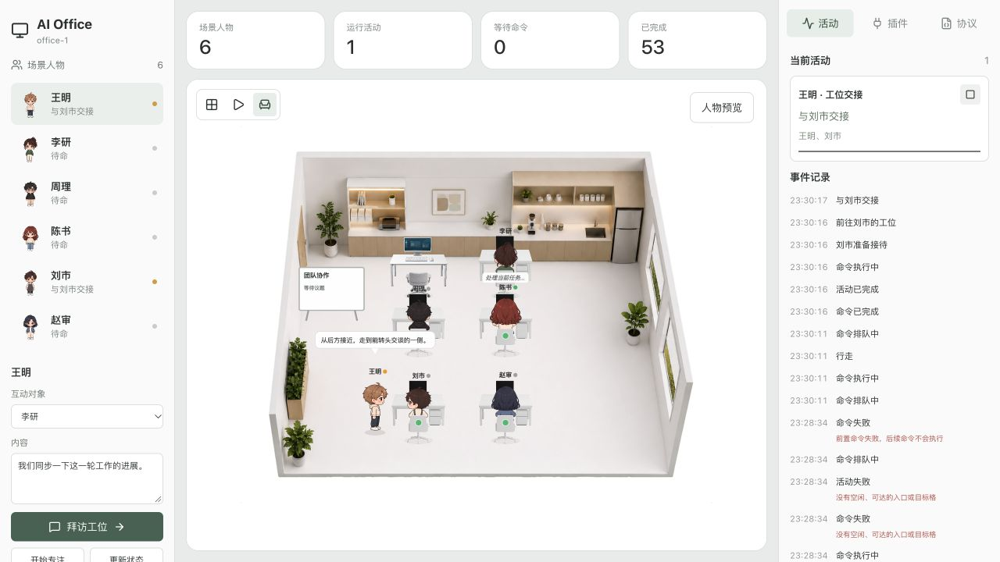 AI Office
office-1
场景人物 6
王明
与刘市交接
李研
待命
周理
待命
陈书
待命
刘市
与刘市交接
赵审
待命
王明
互动对象
李研
内容
我们同步一下这一轮工作的进展。
拜访工位
开始专注 更新状态
场景人物
6
运行活动
1
等待命令
0
已完成
53
人物预览
李研
处理当前任务...
陈书
周理
团队协作
等待议题
从后方接近，走到能转头交谈的一侧。
王明
刘市
赵审
活动 插件 协议
当前活动 1
王明 · 工位交接
与刘市交接
王明、刘市
事件记录
23:30:17 与刘市交接
23:30:16 前往刘市的工位
23:30:16 刘市准备接待
23:30:16 命令执行中
23:30:16 活动已完成
23:30:16 命令已完成
23:30:11 命令排队中
23:30:11 行走
23:30:11 命令执行中
23:30:11 命令排队中
23:28:34 命令失败
前置命令失败，后续命令不会执行
23:28:34 命令排队中
23:28:34 活动失败
没有空闲、可达的入口或目标格
23:28:34 命令失败
没有空闲、可达的入口或目标格
23:28:34 命令执行中